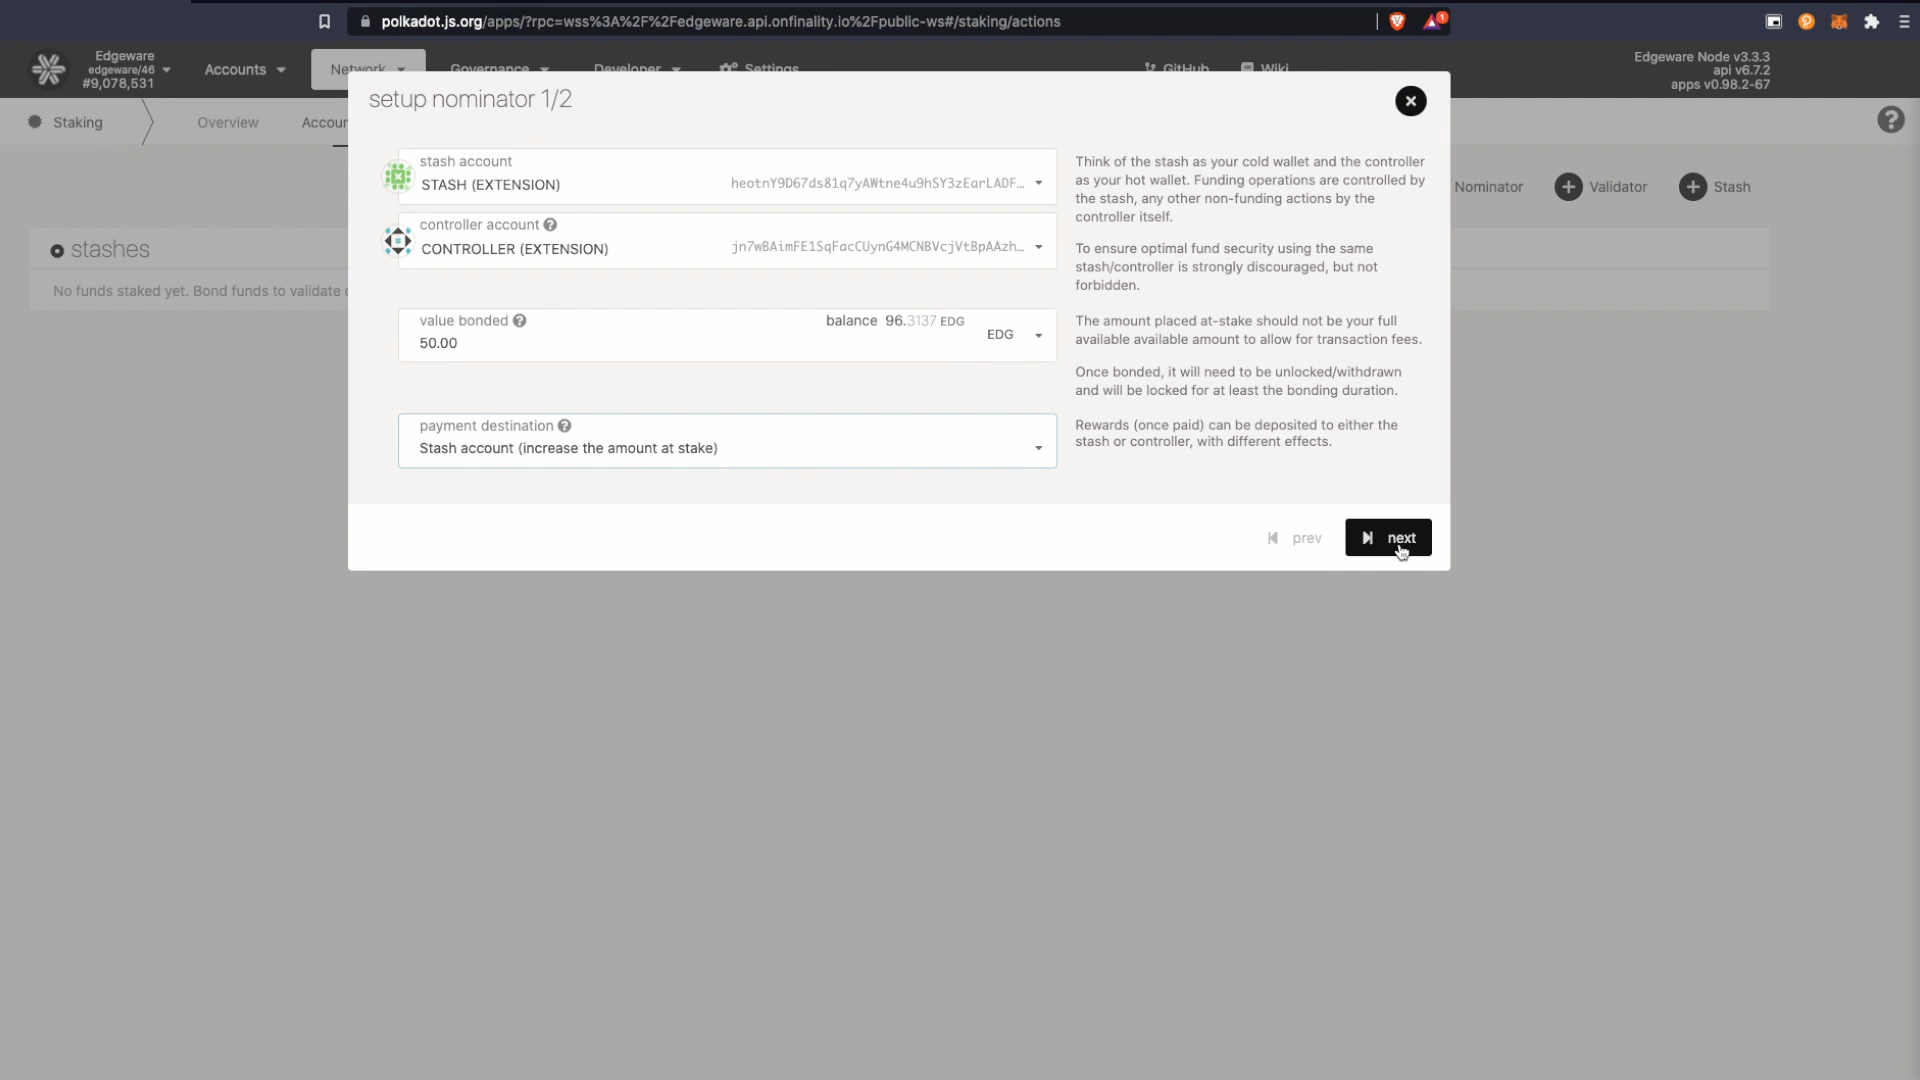 polkadot.js.org/apps/?rpc=wss%3A%2F%2Fedgeware.api.onfinality.io%2Fpublic-ws#/staking/actions
1
Edgeware
edgeware/46
#9,078,531
Accounts
Network
Governance
Developer
Settings
GitHub
Wiki
Edgeware Node v3.3.3
api v6.7.2
apps v0.98.2-67
Staking
Overview
Accoun
?
Nominator
Validator
Stash
stashes
No funds staked yet. Bond funds to validate
setup nominator 1/2
stash account
STASH (EXTENSION)
heotnY9D67ds81q7yAWtne4u9hSY3zEarLADF…
Think of the stash as your cold wallet and the controller
as your hot wallet. Funding operations are controlled by
the stash, any other non-funding actions by the
controller itself.
controller account ?
CONTROLLER (EXTENSION)
jn7wBAimFE1SqFacCUynG4MCNBVcjVtBpAAzh…
To ensure optimal fund security using the same
stash/controller is strongly discouraged, but not
forbidden.
value bonded ?
balance 96.3137 EDG
50.00
EDG
The amount placed at-stake should not be your full
available available amount to allow for transaction fees.
Once bonded, it will need to be unlocked/withdrawn
and will be locked for at least the bonding duration.
payment destination ?
Stash account (increase the amount at stake)
Rewards (once paid) can be deposited to either the
stash or controller, with different effects.
prev
next